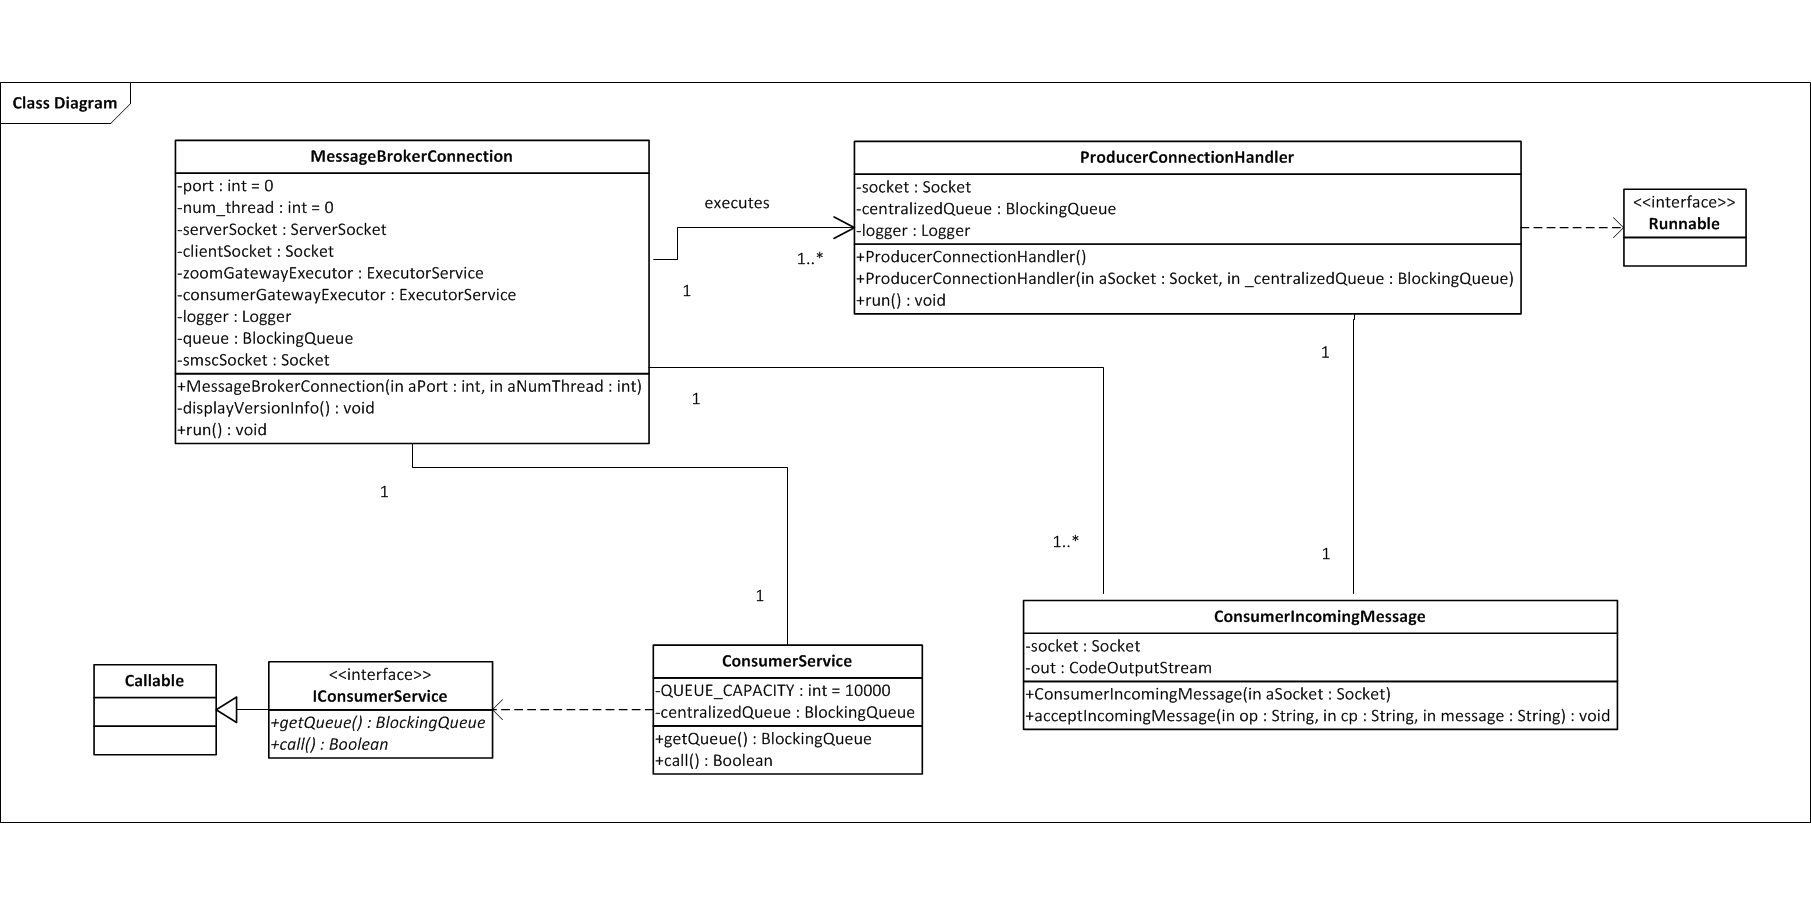 Class Diagram
MessageBrokerConnection
-port : int = 0
-num_thread : int = 0
-serverSocket : ServerSocket
-clientSocket : Socket
-zoomGatewayExecutor : ExecutorService
-consumerGatewayExecutor : ExecutorService
-logger : Logger
-queue : BlockingQueue
-smscSocket : Socket
+MessageBrokerConnection(in aPort : int, in aNumThread : int)
-displayVersionInfo() : void
+run() : void
executes
1..*
1
ProducerConnectionHandler
-socket : Socket
-centralizedQueue : BlockingQueue
-logger : Logger
+ProducerConnectionHandler()
+ProducerConnectionHandler(in aSocket : Socket, in _centralizedQueue : BlockingQueue)
+run() : void
<<interface>>
Runnable
1
1
1..*
1
1
1
Callable
<<interface>>
IConsumerService
+getQueue() : BlockingQueue
+call() : Boolean
ConsumerService
-QUEUE_CAPACITY : int = 10000
-centralizedQueue : BlockingQueue
+getQueue() : BlockingQueue
+call() : Boolean
ConsumerIncomingMessage
-socket : Socket
-out : CodeOutputStream
+ConsumerIncomingMessage(in aSocket : Socket)
+acceptIncomingMessage(in op : String, in cp : String, in message : String) : void